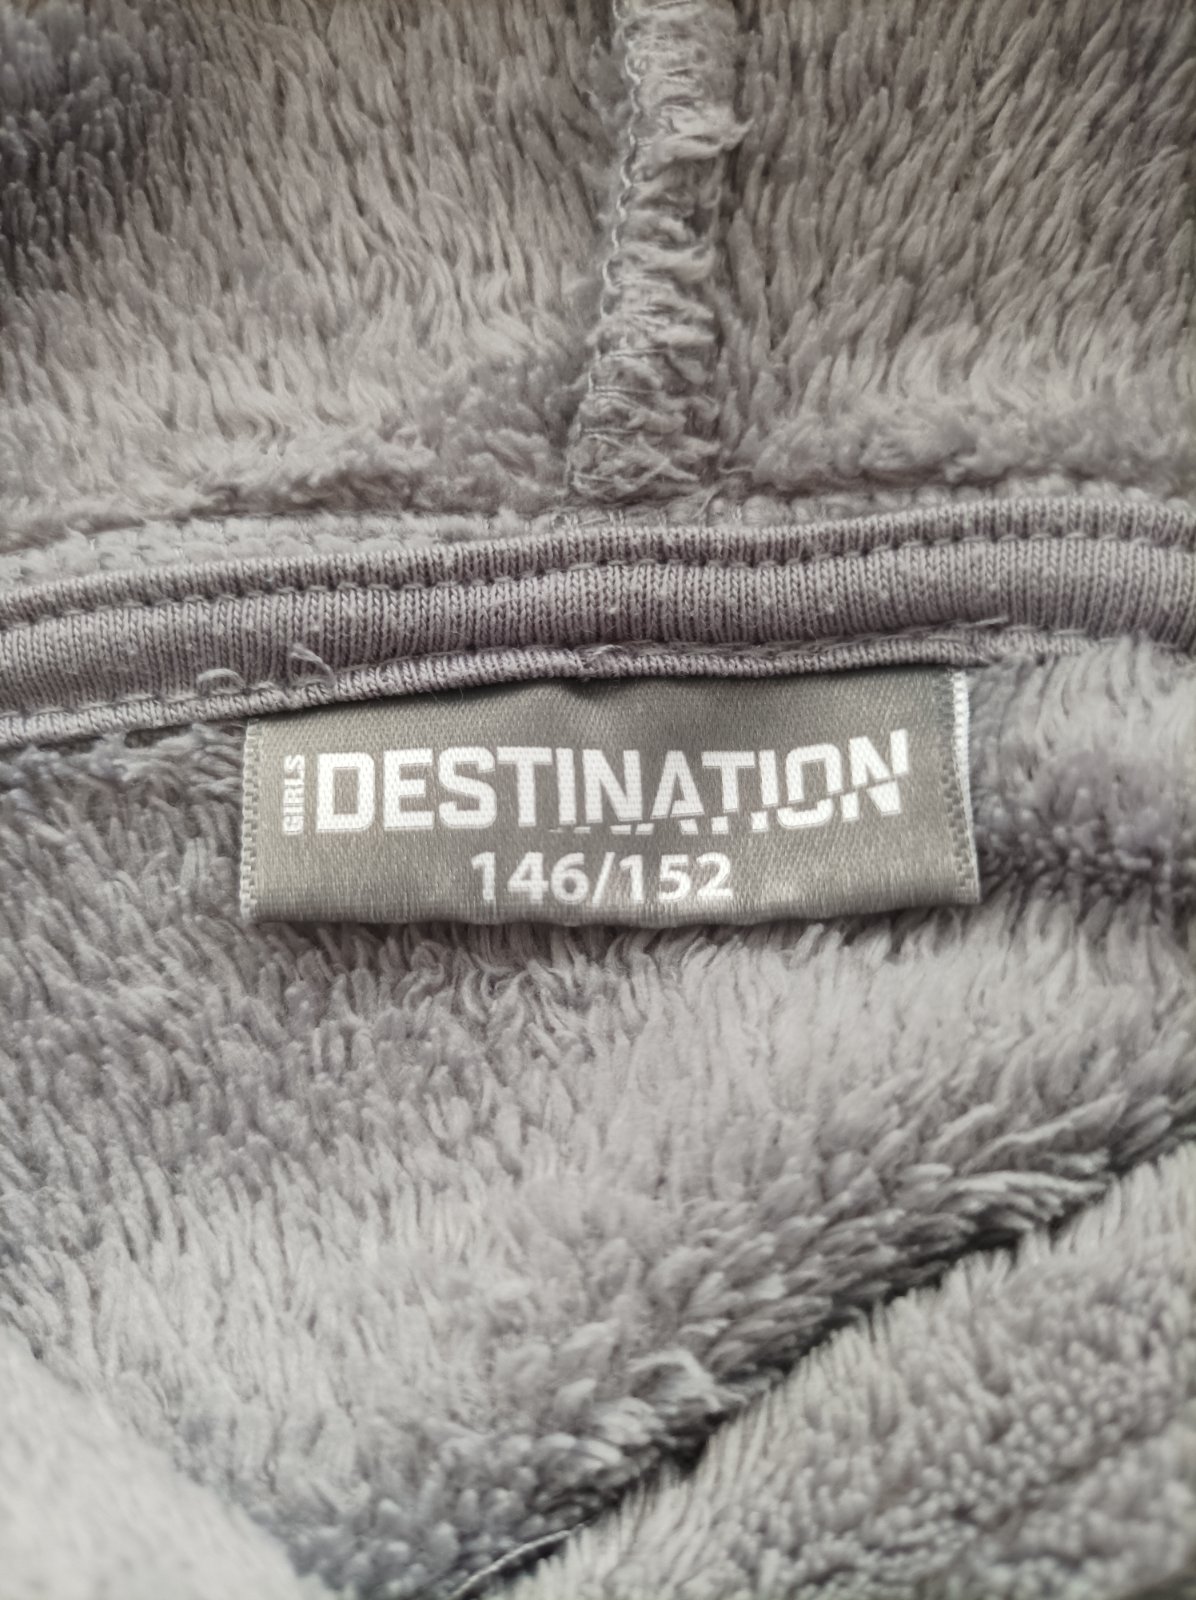 GIRLS
DESTINATION
146/152